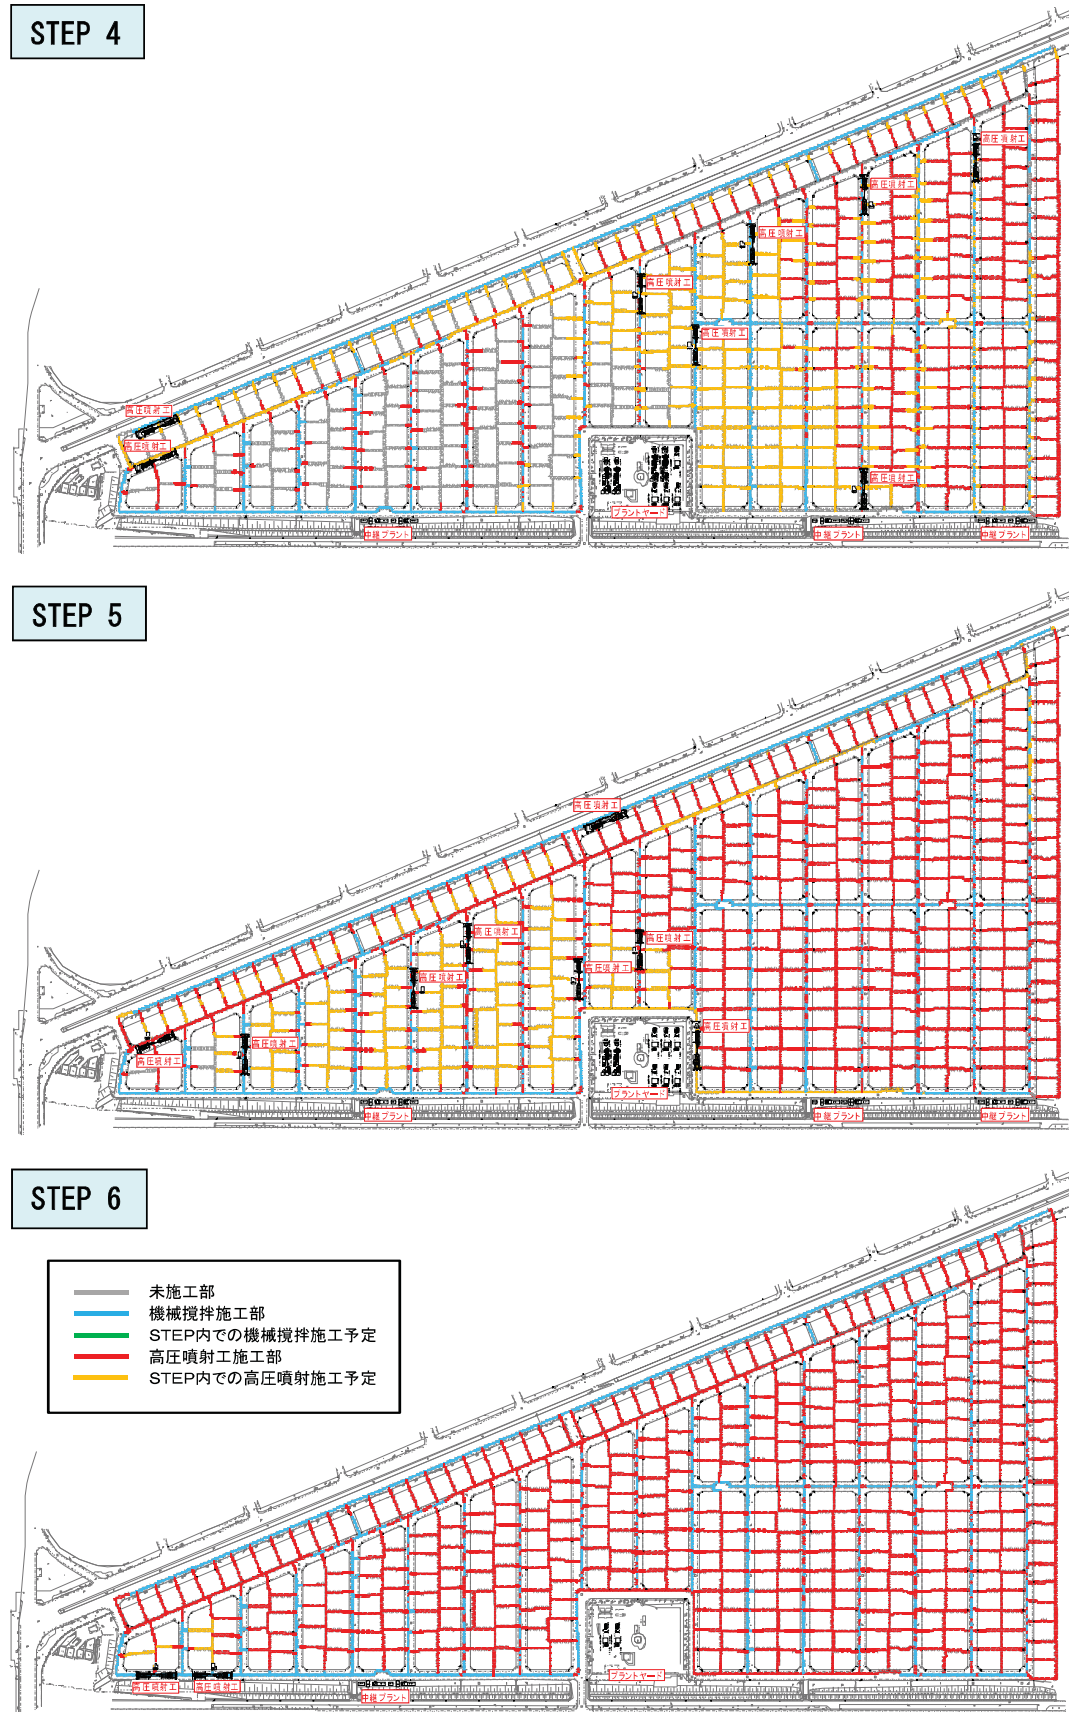 STEP 4
高圧噴射工
高圧噴射工
高圧噴射工
高圧噴射工
高圧噴射工
高圧噴射工
高圧噴射工
高圧噴射工
プラントヤード
中継プラント
中継プラント
中継プラント
STEP 5
高圧噴射工
高圧噴射工
高圧噴射工
高圧噴射工
高圧噴射工
高圧噴射工
高圧噴射工
高圧噴射工
プラントヤード
中継プラント
中継プラント
中継プラント
STEP 6
未施工部
機械撹拌施工部
STEP内での機械撹拌施工予定
高圧噴射工施工部
STEP内での高圧噴射施工予定
プラントヤード
高圧噴射工
高圧噴射工
中継プラント